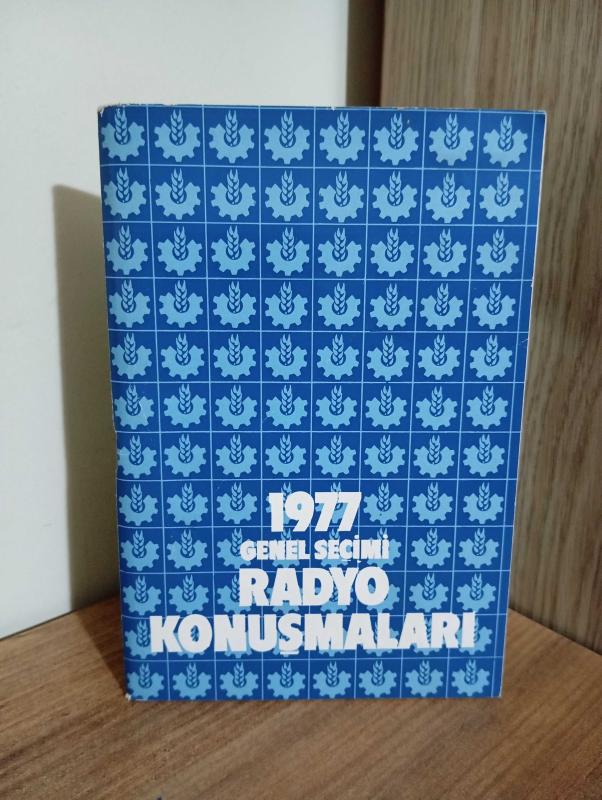 1977
GENEL SEÇİMİ
RADYO
KONUŞMALARI